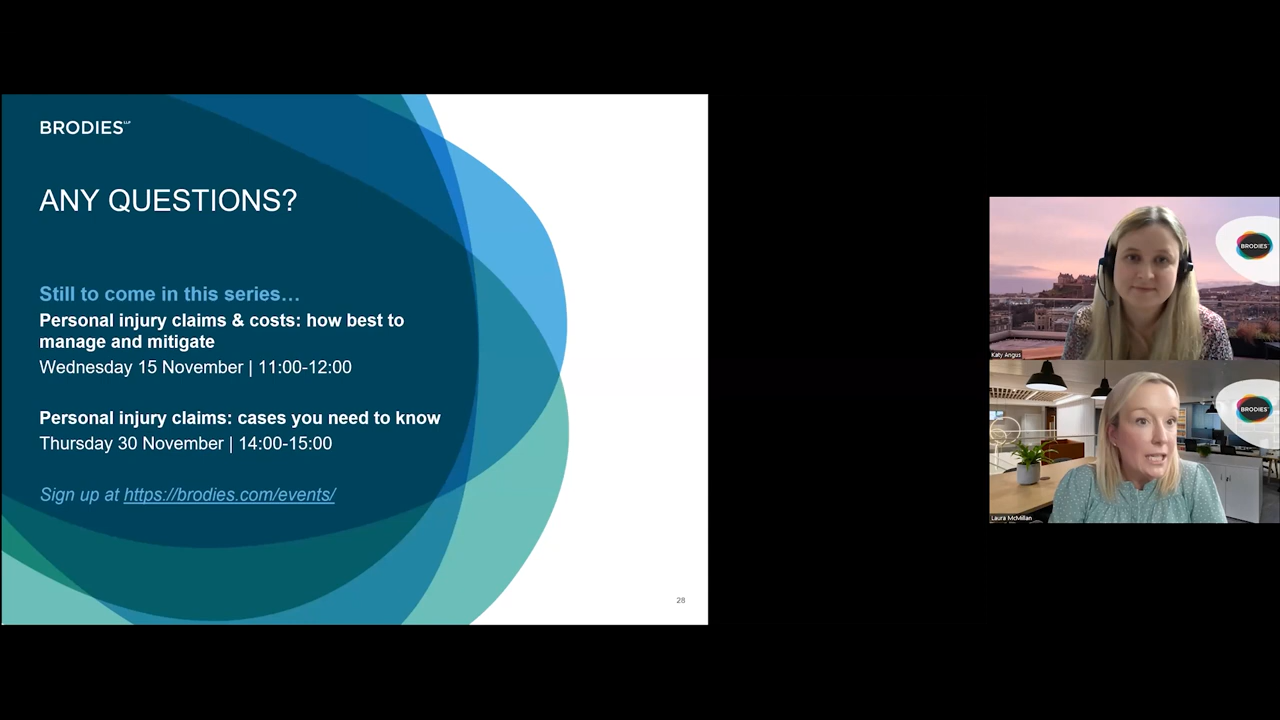 BRODIES LLP
ANY QUESTIONS?
Still to come in this series…
Personal injury claims & costs: how best to
manage and mitigate
Wednesday 15 November | 11:00-12:00
Personal injury claims: cases you need to know
Thursday 30 November | 14:00-15:00
Sign up at https://brodies.com/events/
28
BRODIES
Katy Angus
BRODIES
Laura McMillan